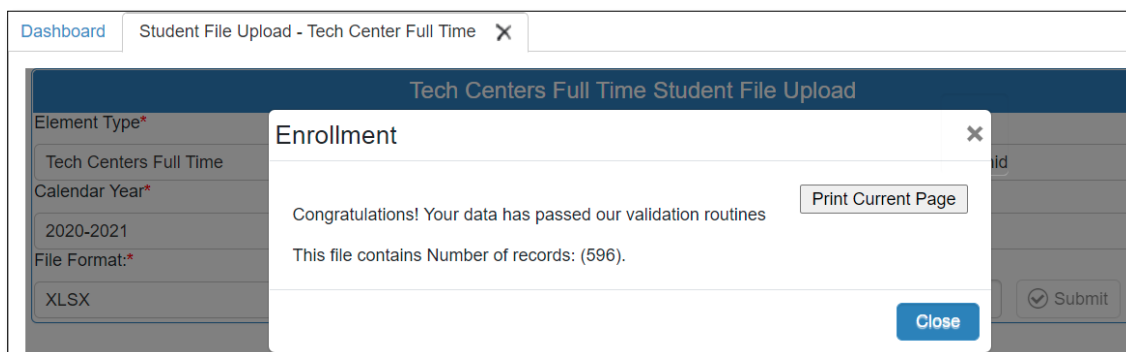 Dashboard
Student File Upload - Tech Center Full Time
Tech Centers Full Time Student File Upload
Element Type*
Tech Centers Full Time
Calendar Year*
2020-2021
File Format:*
XLSX
Enrollment
Print Current Page
Congratulations! Your data has passed our validation routines
This file contains Number of records: (596).
Close
Submit